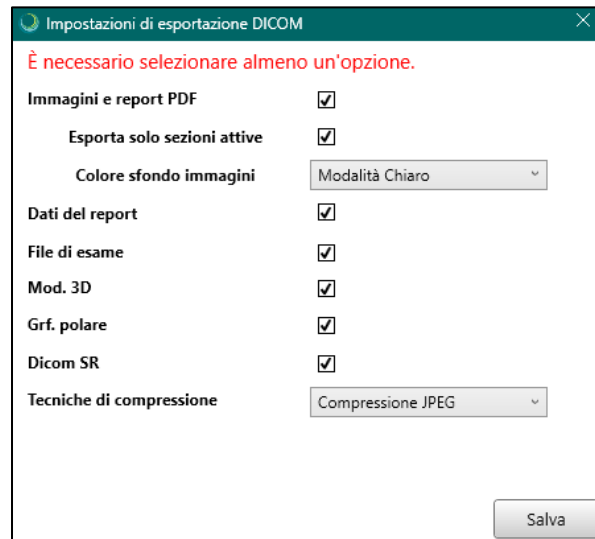 Impostazioni di esportazione DICOM
È necessario selezionare almeno un'opzione.
Immagini e report PDF
Esporta solo sezioni attive
Colore sfondo immagini Modalità Chiaro
Dati del report
File di esame
Mod. 3D
Grf. polare
Dicom SR
Tecniche di compressione Compressione JPEG
Salva